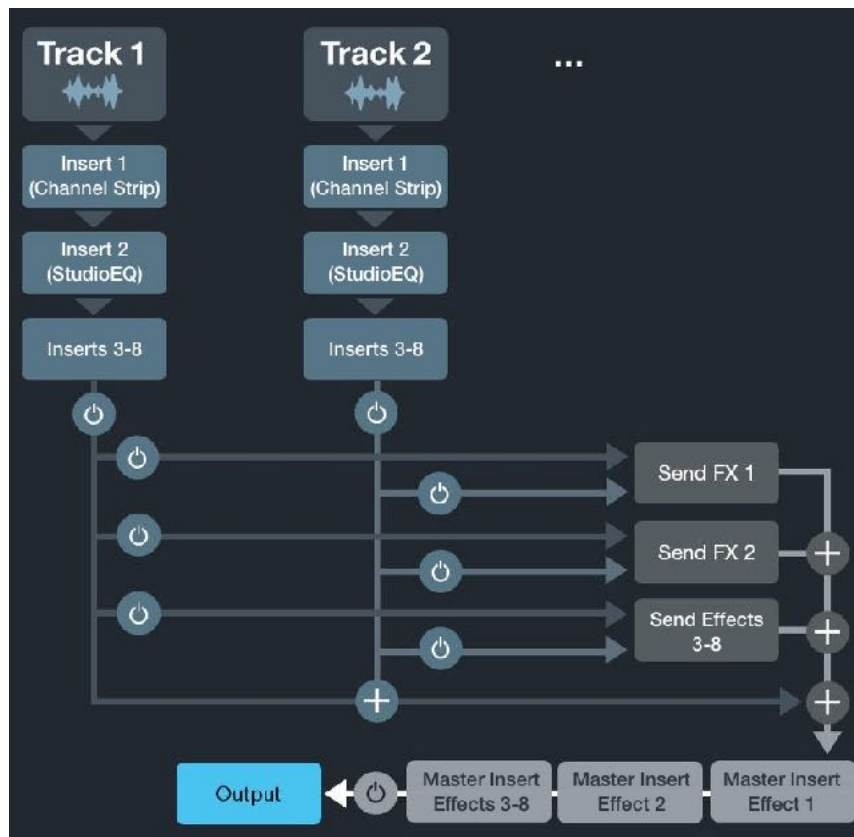 Track 1
Track 2
...
Insert 1
(Channel Strip)
Insert 1
(Channel Strip)
Insert 2
(StudioEQ)
Insert 2
(StudioEQ)
Inserts 3-8
Inserts 3-8
Send FX 1
Send FX 2
Send Effects
3-8
Output
Master Insert
Effects 3-8
Master Insert
Effect 2
Master Insert
Effect 1